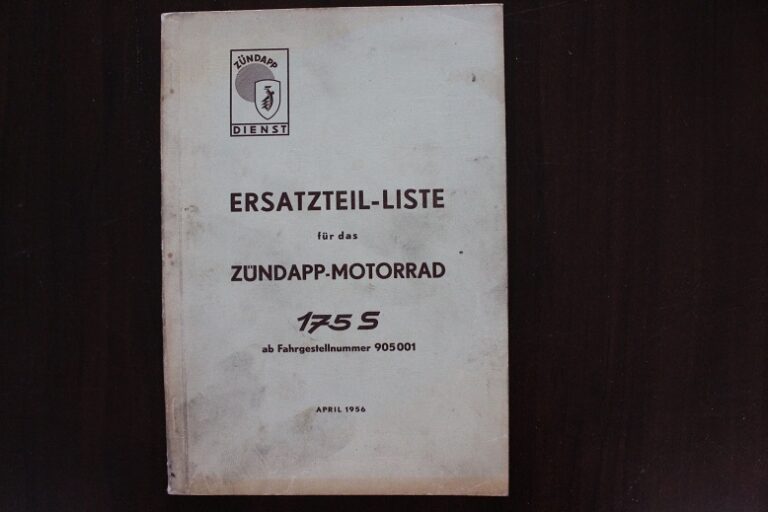 ZÜNDAPP
DIENST
ERSATZTEIL-LISTE
für das
ZÜNDAPP-MOTORRAD
175 S
ab Fahrgestellnummer 905001
APRIL 1956